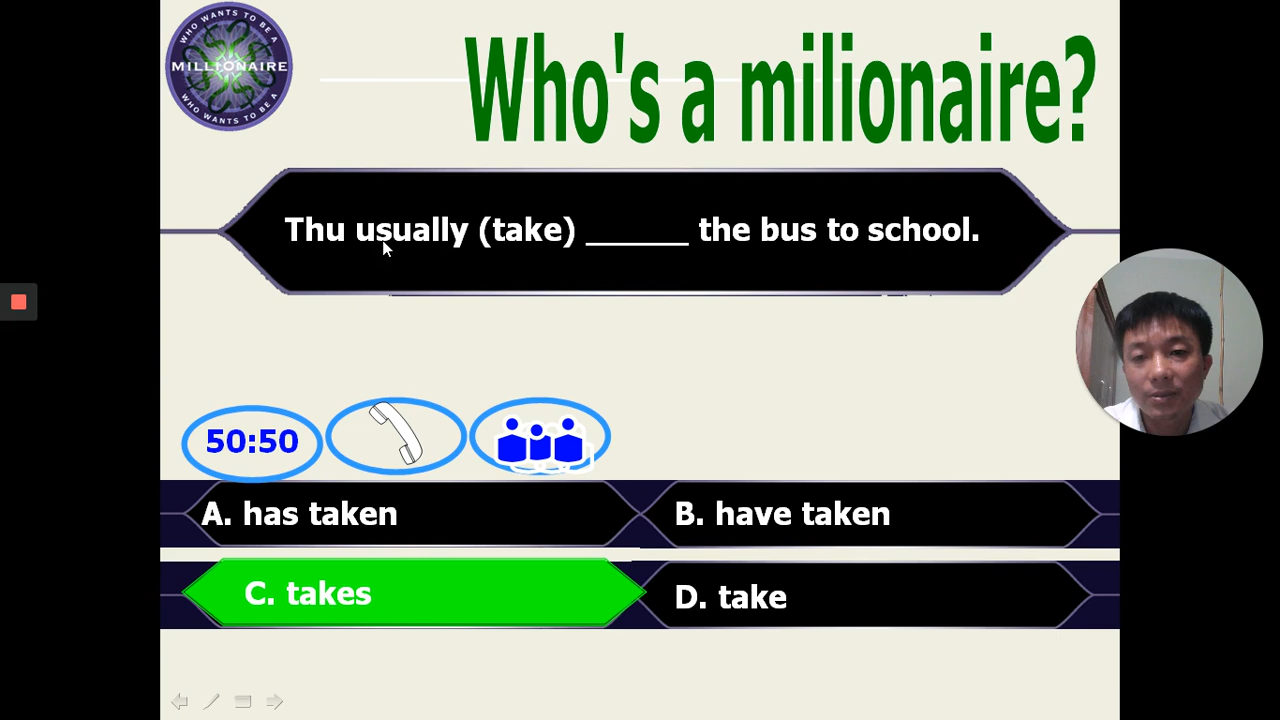 WHO WANTS TO BE A
MILLIONAIRE
WHO WANTS TO BE A
Who's a milionaire?
Thu usually (take) ______ the bus to school.
50:50
A. has taken
B. have taken
C. takes
D. take